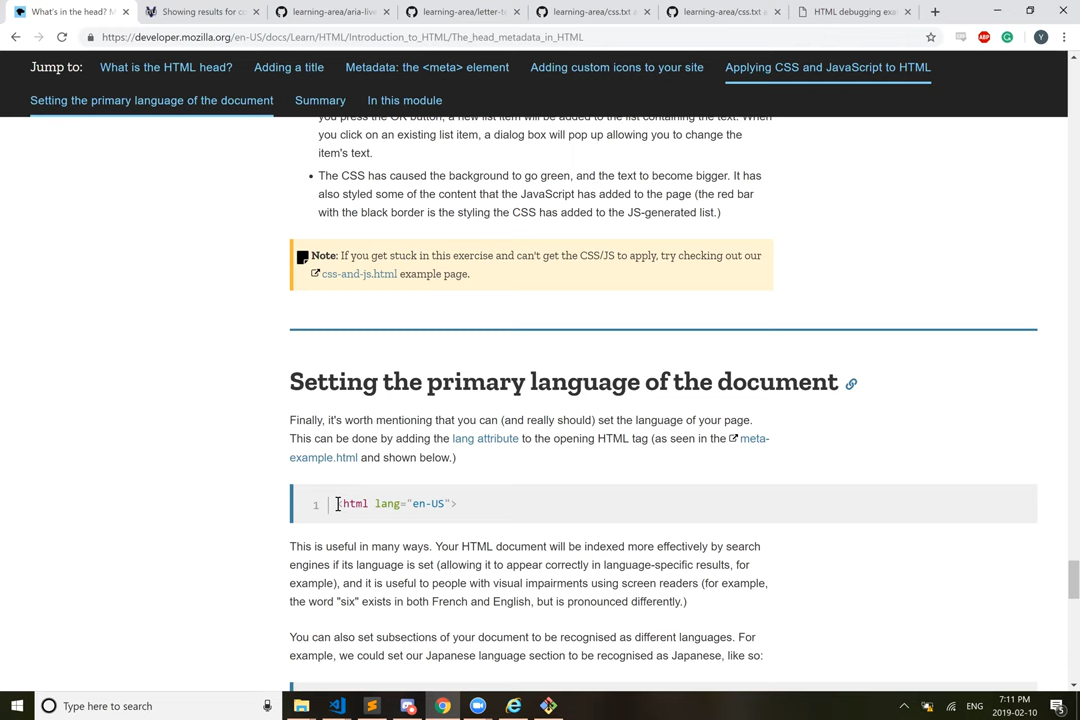 What's in the head? M
Showing results for co
learning-area/aria-live
learning-area/letter-te
learning-area/css.txt a
learning-area/css.txt a
HTML debugging exa
https://developer.mozilla.org/en-US/docs/Learn/HTML/Introduction_to_HTML/The_head_metadata_in_HTML
ABP
Y
Jump to: What is the HTML head? Adding a title Metadata: the <meta> element Adding custom icons to your site Applying CSS and JavaScript to HTML
Setting the primary language of the document Summary In this module
you press the OK button, a new list item will be added to the list containing the text. When
you click on an existing list item, a dialog box will pop up allowing you to change the
item's text.
• The CSS has caused the background to go green, and the text to become bigger. It has
also styled some of the content that the JavaScript has added to the page (the red bar
with the black border is the styling the CSS has added to the JS-generated list.)
Note: If you get stuck in this exercise and can't get the CSS/JS to apply, try checking out our
css-and-js.html example page.
Setting the primary language of the document
Finally, it's worth mentioning that you can (and really should) set the language of your page.
This can be done by adding the lang attribute to the opening HTML tag (as seen in the meta-
example.html and shown below.)
1 <html lang="en-US">
This is useful in many ways. Your HTML document will be indexed more effectively by search
engines if its language is set (allowing it to appear correctly in language-specific results, for
example), and it is useful to people with visual impairments using screen readers (for example,
the word "six" exists in both French and English, but is pronounced differently.)
You can also set subsections of your document to be recognised as different languages. For
example, we could set our Japanese language section to be recognised as Japanese, like so:
Type here to search
ENG
7:11 PM
2019-02-10
5